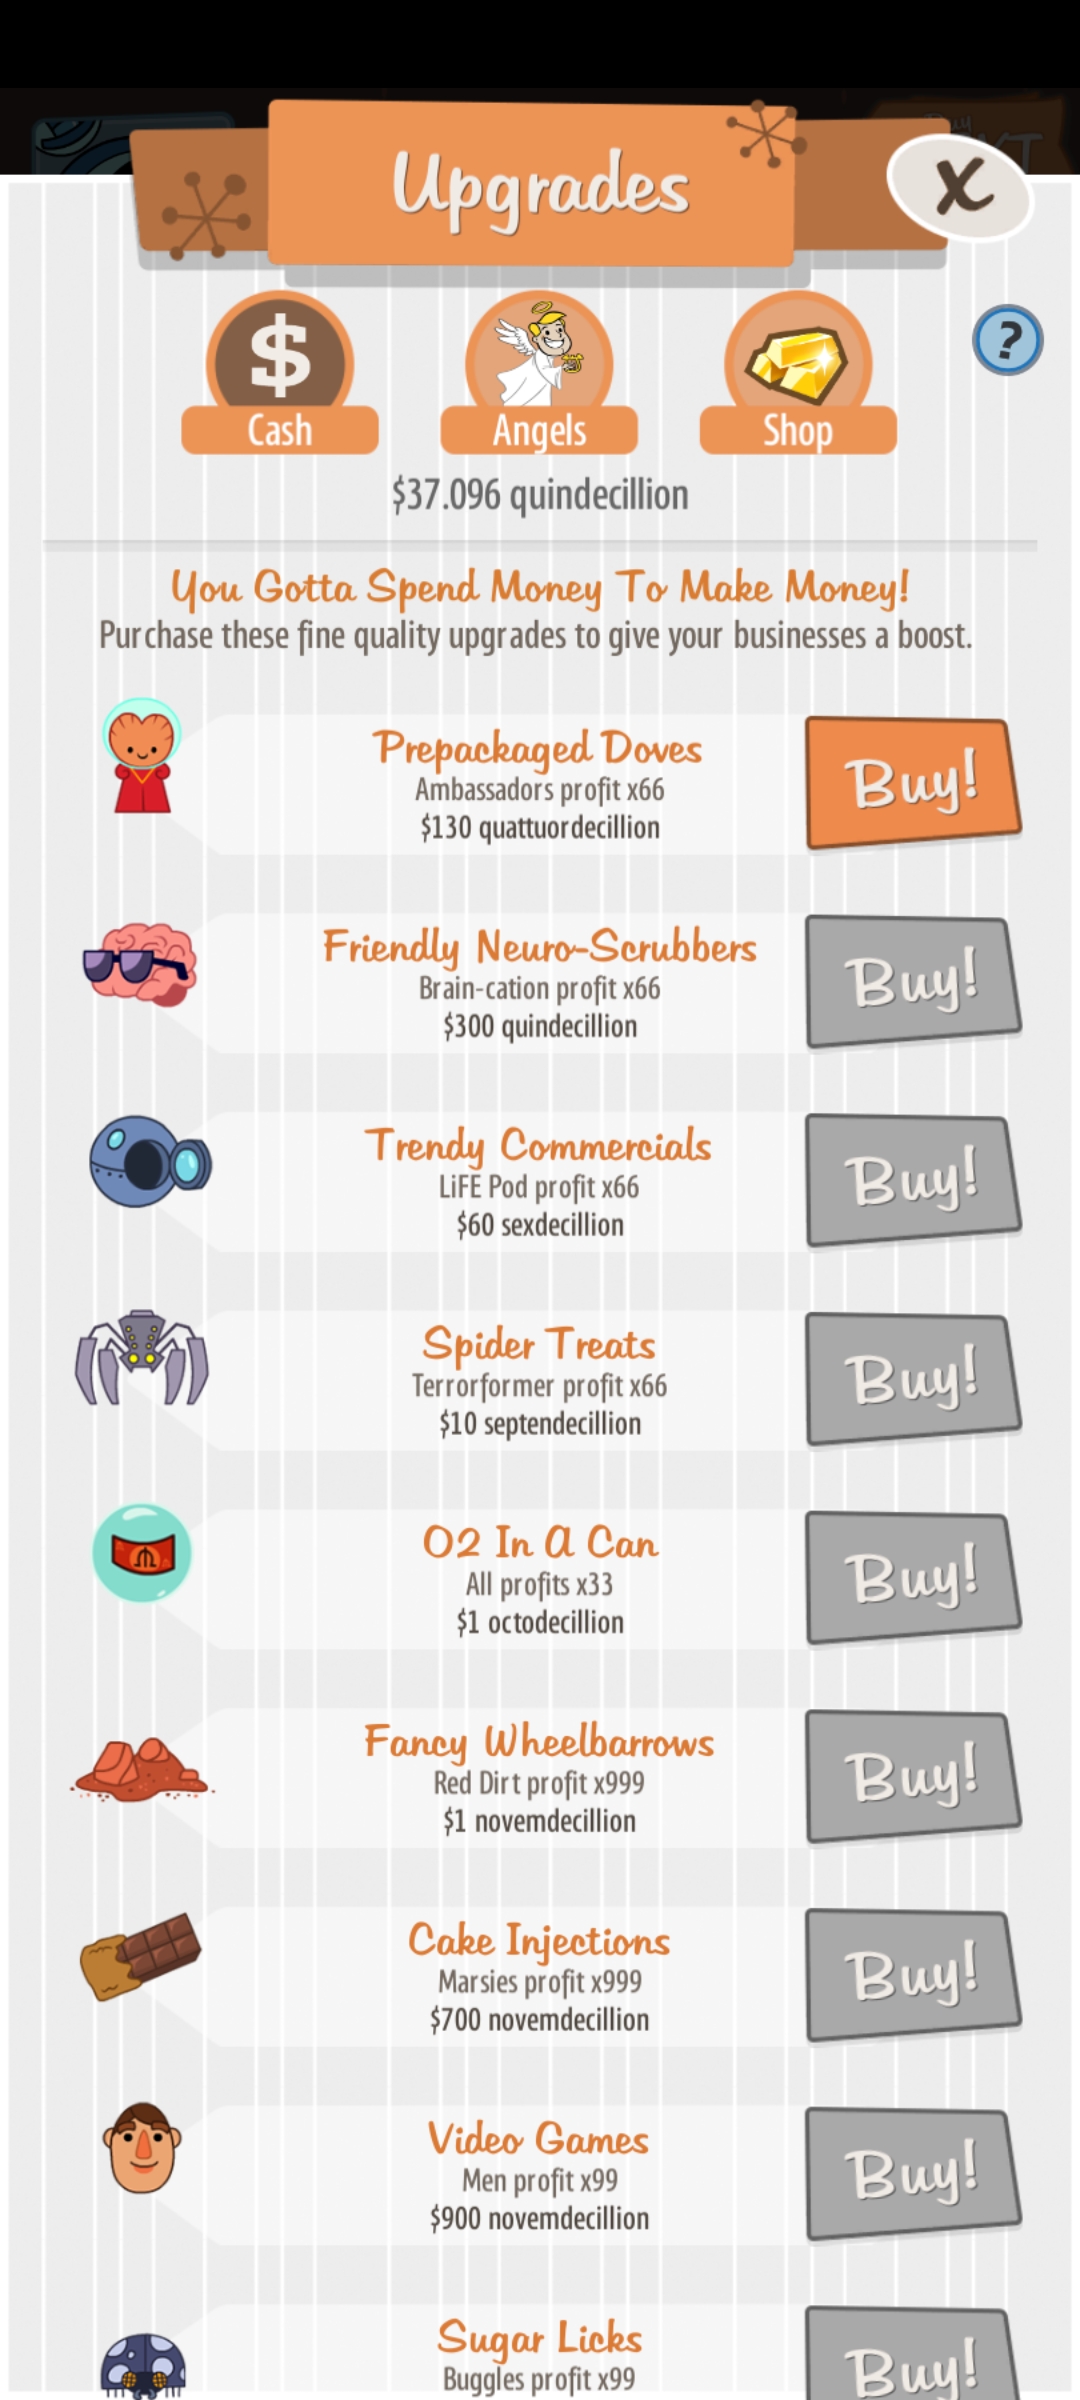 Upgrades
X
$
?
Cash
Angels
Shop
$37.096 quindecillion
You Gotta Spend Money To Make Money!
Purchase these fine quality upgrades to give your businesses a boost.
Prepackaged Doves
Ambassadors profit x66
$130 quattuordecillion
Buy!
Friendly Neuro-Scrubbers
Brain-cation profit x66
$300 quindecillion
Buy!
Trendy Commercials
LiFE Pod profit x66
$60 sexdecillion
Buy!
Spider Treats
Terrorformer profit x66
$10 septendecillion
Buy!
O2 In A Can
All profits x33
$1 octodecillion
Buy!
Fancy Wheelbarrows
Red Dirt profit x999
$1 novemdecillion
Buy!
Cake Injections
Marsies profit x999
$700 novemdecillion
Buy!
Video Games
Men profit x99
$900 novemdecillion
Buy!
Sugar Licks
Buggles profit x99
Buy!